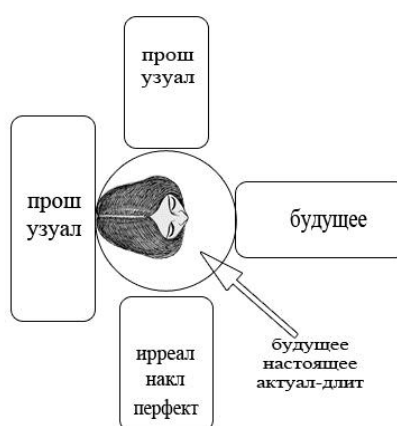 прош
узуал
прош
узуал
будущее
ирреал
накл
перфект
будущее
настоящее
актуал-длит